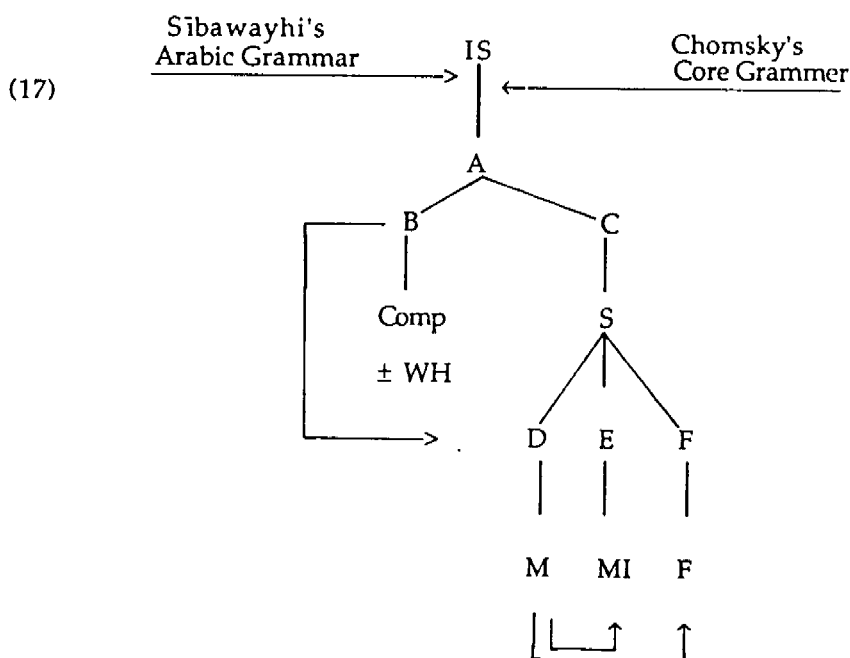 Sībawayhi's
Arabic Grammar
IS
Chomsky's
Core Grammer
(17)
A
B C
Comp S
± WH
D E F
M MI F